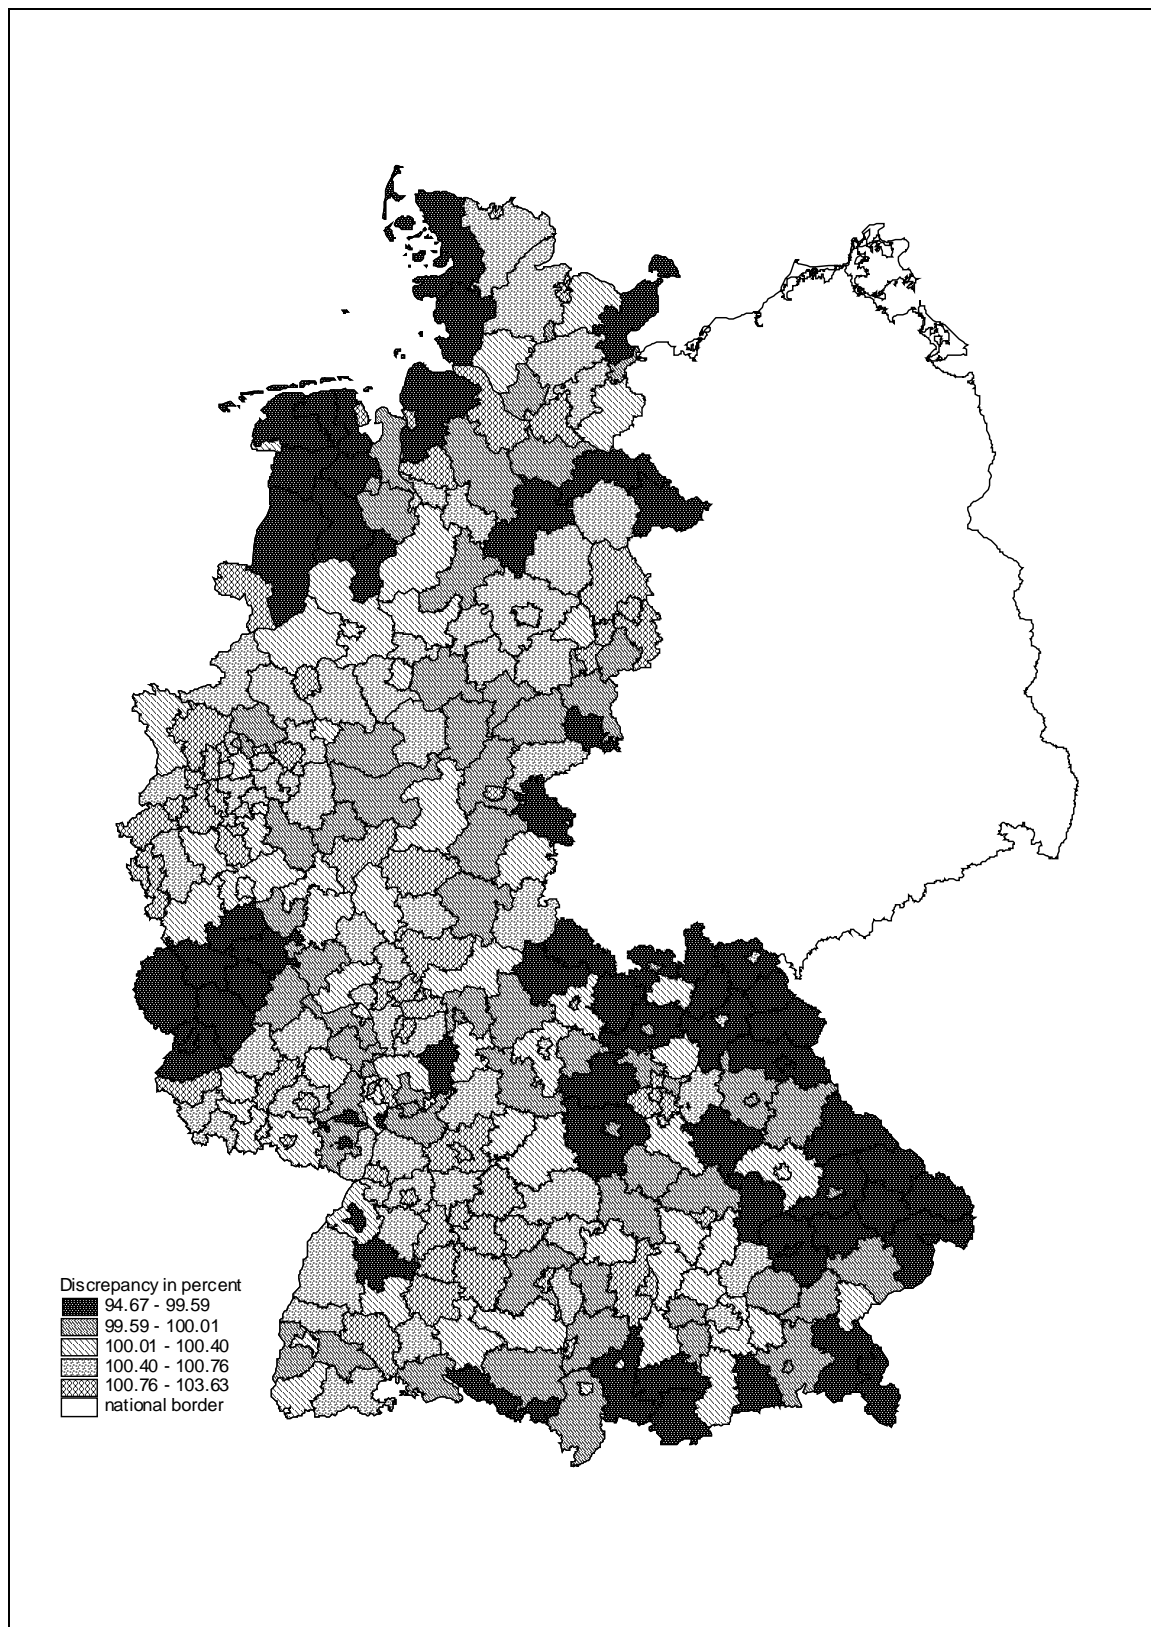 Discrepancy in percent
94.67 - 99.59
99.59 - 100.01
100.01 - 100.40
100.40 - 100.76
100.76 - 103.63
national border